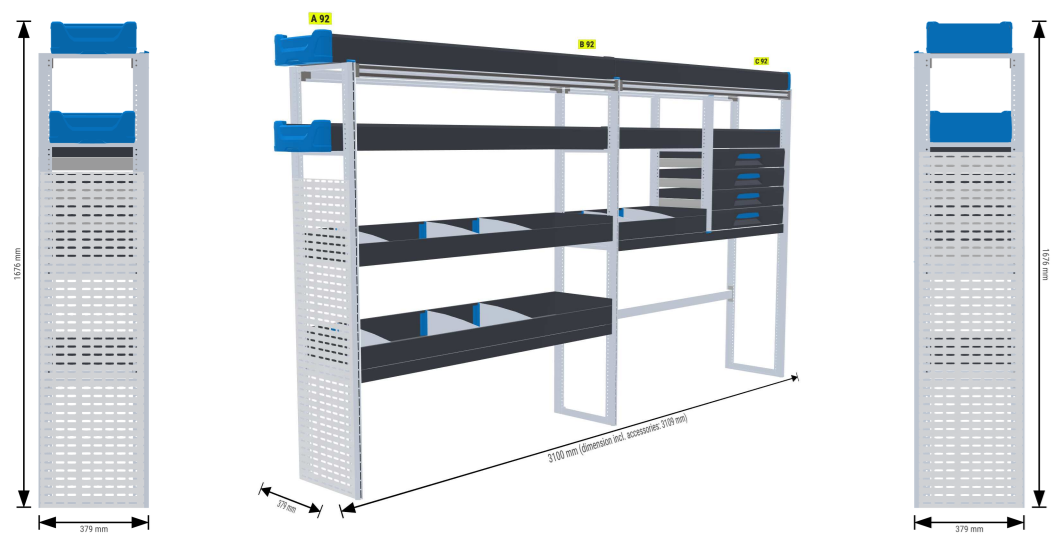 1676 mm
379 mm
A 92
B 92
C 92
3100 mm (dimension incl. accessories: 3109 mm)
379 mm
1676 mm
379 mm